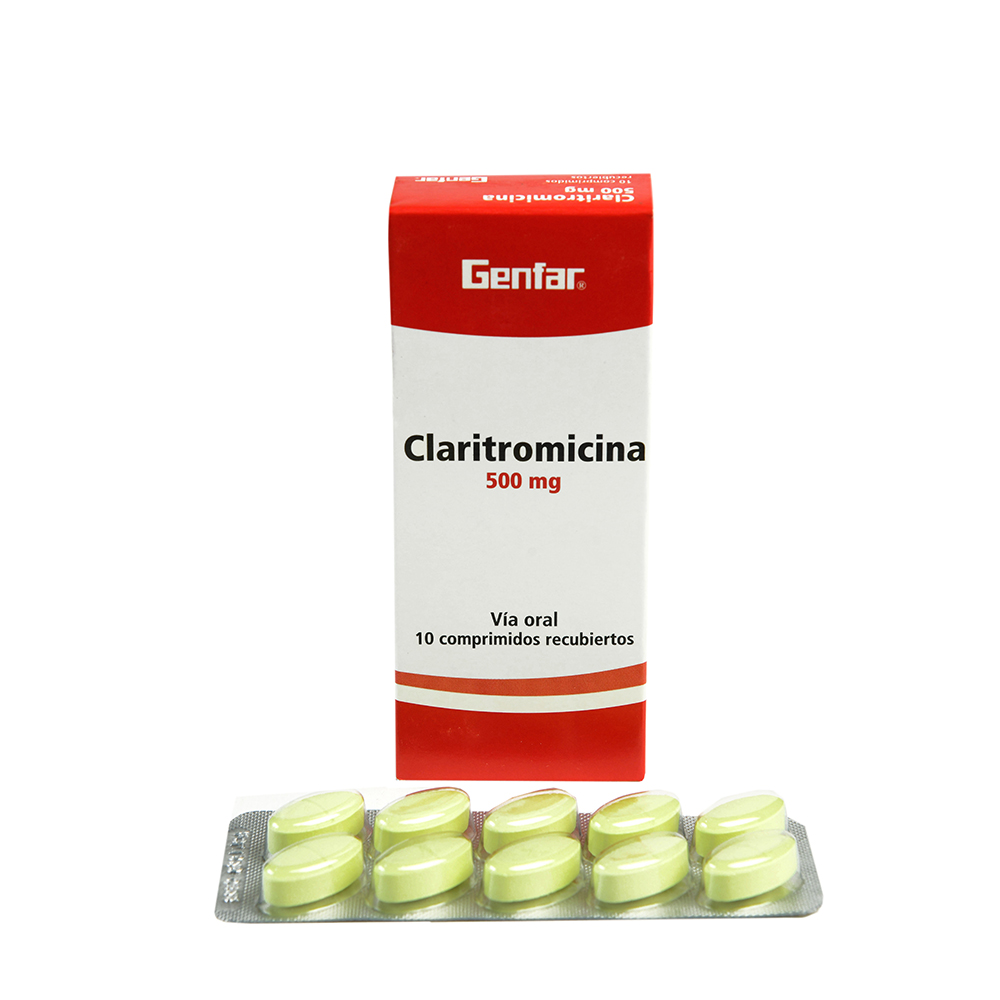 Claritromicina
500 mg
10 comprimidos
recubiertos
Genfar
Genfar®
Claritromicina
500 mg
Vía oral
10 comprimidos recubiertos